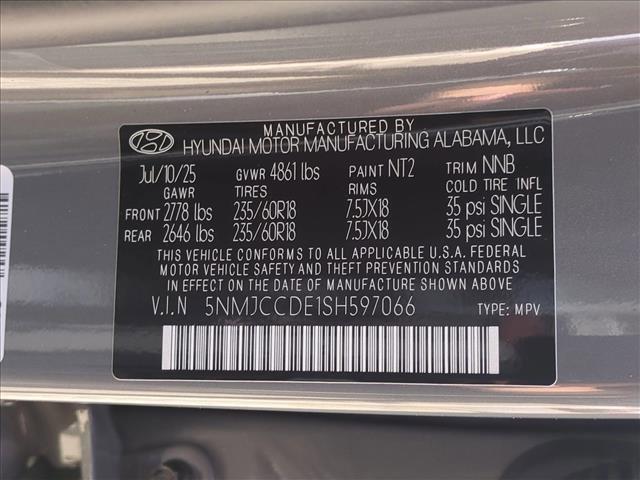 MANUFACTURED BY
HYUNDAI MOTOR MANUFACTURING ALABAMA, LLC
Jul/10/25 GVWR 4861 lbs PAINT NT2 TRIM NNB
GAWR TIRES RIMS COLD TIRE INFL
FRONT 2778 lbs 235/60R18 7.5JX18 35 psi SINGLE
REAR 2646 lbs 235/60R18 7.5JX18 35 psi SINGLE
THIS VEHICLE CONFORMS TO ALL APPLICABLE U.S.A. FEDERAL
MOTOR VEHICLE SAFETY AND THEFT PREVENTION STANDARDS
IN EFFECT ON THE DATE OF MANUFACTURE SHOWN ABOVE.
V.I.N 5NMJCCDE1SH597066 TYPE: MPV